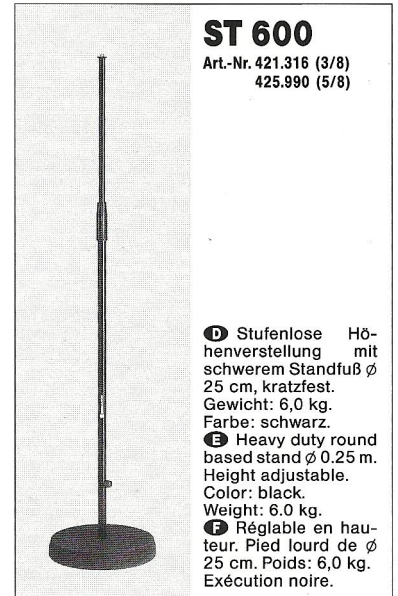 ST 600
Art.-Nr. 421.316 (3/8)
425.990 (5/8)
D Stufenlose Hö-
henverstellung mit
schwerem Standfuß ∅
25 cm, kratzfest.
Gewicht: 6,0 kg.
Farbe: schwarz.
E Heavy duty round
based stand ∅ 0.25 m.
Height adjustable.
Color: black.
Weight: 6.0 kg.
F Réglable en hau-
teur. Pied lourd de ∅
25 cm. Poids: 6,0 kg.
Exécution noire.